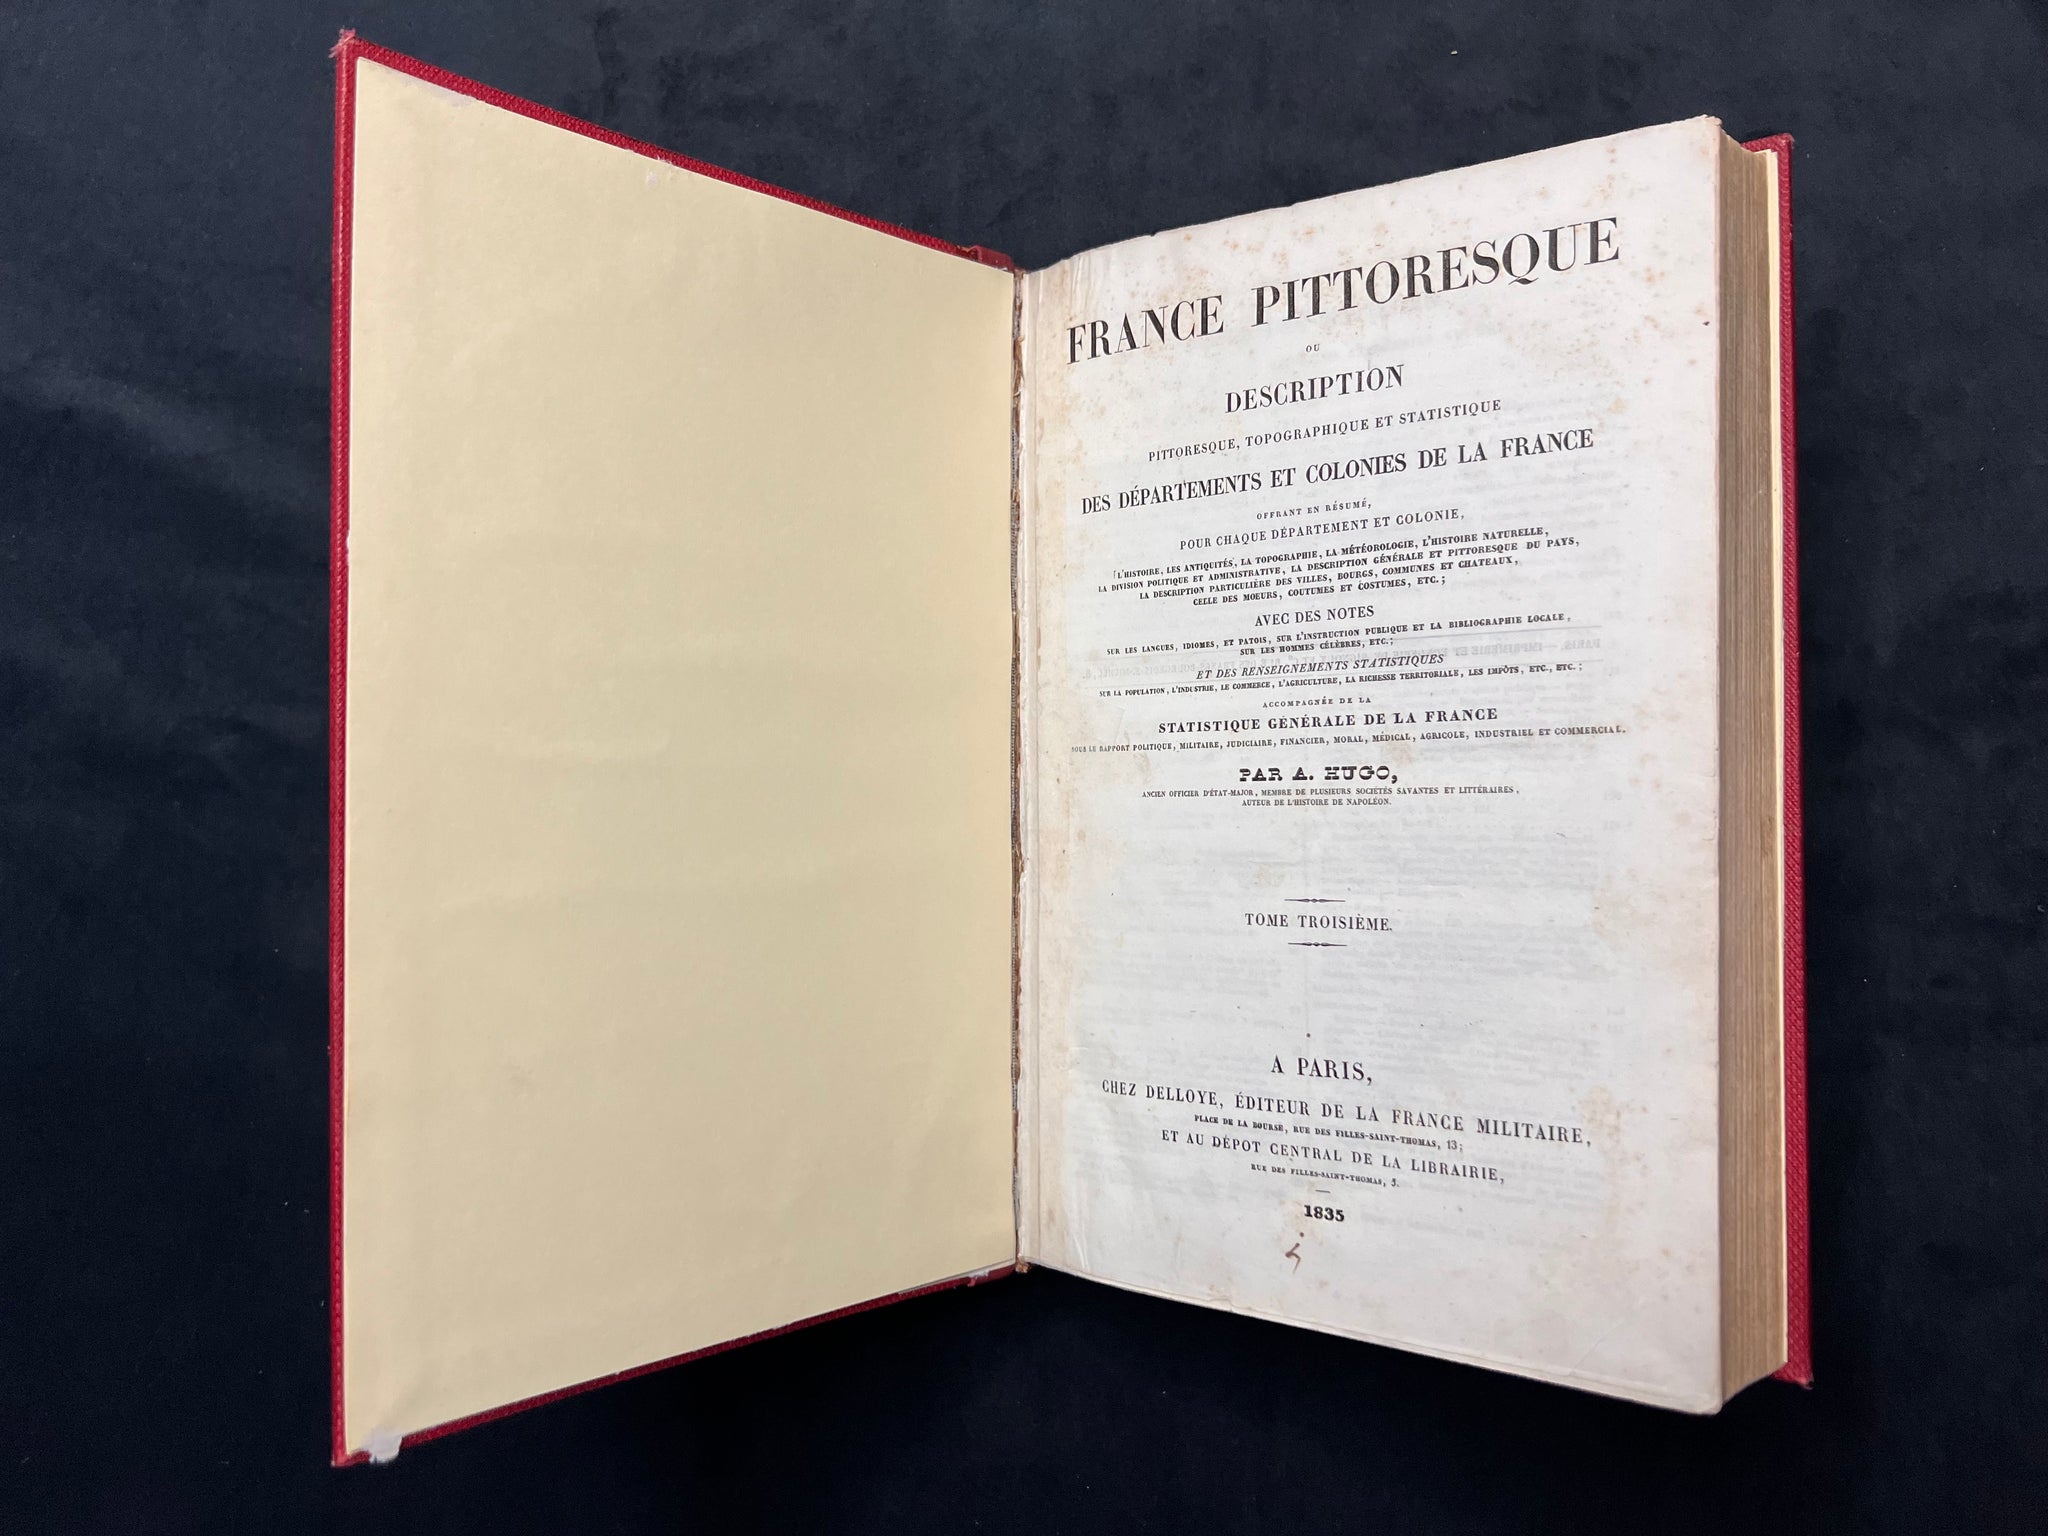 FRANCE PITTORESQUE
OU
DESCRIPTION
PITTORESQUE, TOPOGRAPHIQUE ET STATISTIQUE
DES DÉPARTEMENTS ET COLONIES DE LA FRANCE
OFFRANT EN RÉSUMÉ,
POUR CHAQUE DÉPARTEMENT ET COLONIE,
L'HISTOIRE, LES ANTIQUITÉS, LA TOPOGRAPHIE, LA MÉTÉOROLOGIE, L'HISTOIRE NATURELLE,
LA DIVISION POLITIQUE ET ADMINISTRATIVE, LA DESCRIPTION GÉNÉRALE ET PITTORESQUE DU PAYS,
LA DESCRIPTION PARTICULIÈRE DES VILLES, BOURGS, COMMUNES ET CHATEAUX,
CELLE DES MOEURS, COUTUMES ET COSTUMES, ETC.;
AVEC DES NOTES
SUR LES LANGUES, IDIOMES, ET PATOIS, SUR L'INSTRUCTION PUBLIQUE ET LA BIBLIOGRAPHIE LOCALE,
SUR LES HOMMES CÉLÈBRES, ETC.;
ET DES RENSEIGNEMENTS STATISTIQUES
SUR LA POPULATION, L'INDUSTRIE, LE COMMERCE, L'AGRICULTURE, LA RICHESSE TERRITORIALE, LES IMPÔTS, ETC., ETC.;
ACCOMPAGNÉE DE LA
STATISTIQUE GÉNÉRALE DE LA FRANCE
SOUS LE RAPPORT POLITIQUE, MILITAIRE, JUDICIAIRE, FINANCIER, MORAL, MÉDICAL, AGRICOLE, INDUSTRIEL ET COMMERCIAL.
PAR A. HUGO,
ANCIEN OFFICIER D'ÉTAT-MAJOR, MEMBRE DE PLUSIEURS SOCIÉTÉS SAVANTES ET LITTÉRAIRES,
AUTEUR DE L'HISTOIRE DE NAPOLÉON.
TOME TROISIÈME.
A PARIS,
CHEZ DELLOYE, ÉDITEUR DE LA FRANCE MILITAIRE,
PLACE DE LA BOURSE, RUE DES FILLES-SAINT-THOMAS, 13;
ET AU DÉPOT CENTRAL DE LA LIBRAIRIE,
RUE DES FILLES-SAINT-THOMAS, 5.
1835